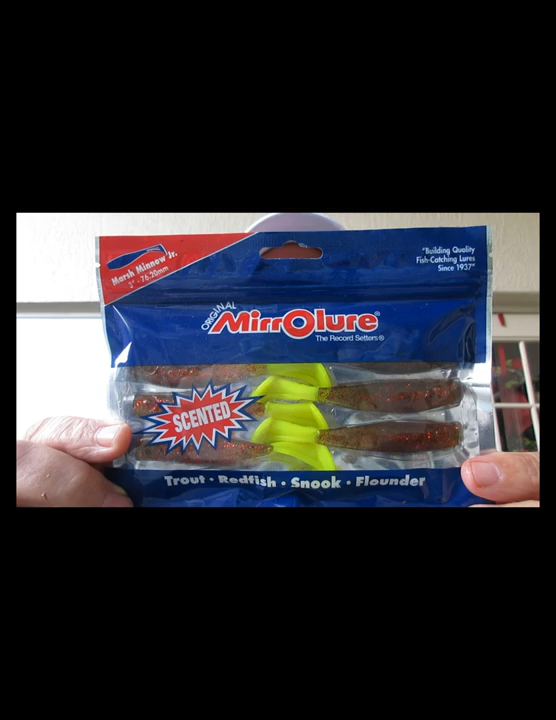 Marsh Minnow Jr.
3" - 76.20mm
"Building Quality
Fish-Catching Lures
Since 1937"
ORIGINAL
MirrOlure®
The Record Setters®
SCENTED
Trout • Redfish • Snook • Flounder